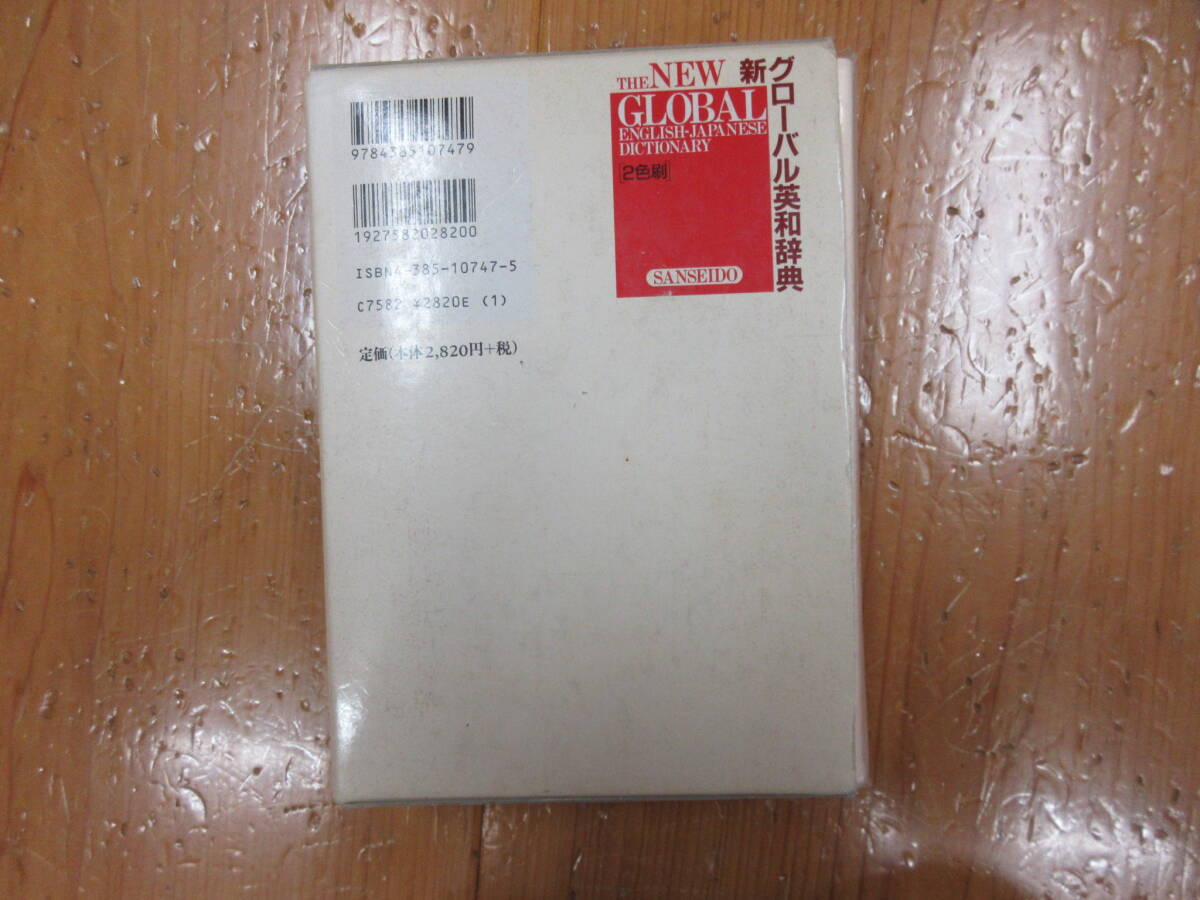 9784385107479
1927582028200
ISBN4-385-10747-5
C7582 ¥2820E (1)
定価(本体2,820円+税)
THE NEW
GLOBAL
ENGLISH-JAPANESE
DICTIONARY
[2色刷]
SANSEIDO
新グローバル英和辞典